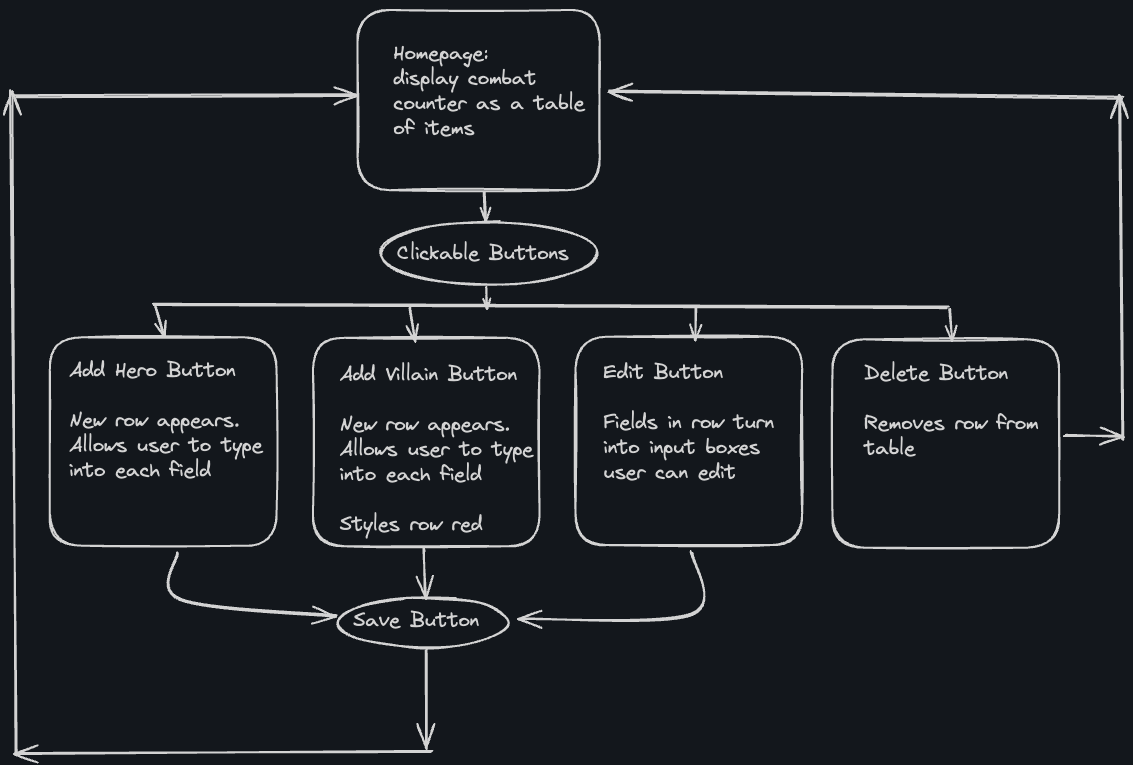 Homepage:
display combat
counter as a table
of items
Clickable Buttons
Add Hero Button
New row appears.
Allows user to type
into each field
Add Villain Button
New row appears.
Allows user to type
into each field
Styles row red
Edit Button
Fields in row turn
into input boxes
user can edit
Delete Button
Removes row from
table
Save Button